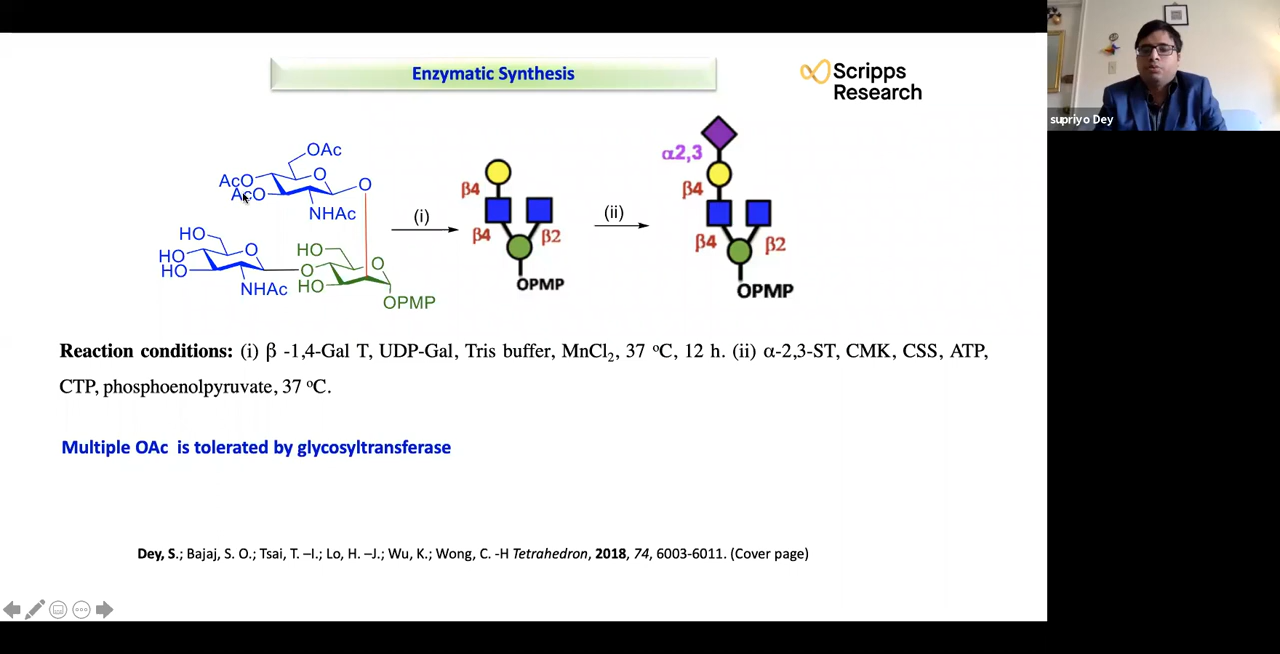 Enzymatic Synthesis
Scripps
Research
supriyo Dey
OAc
AcO
O
O
AcO
NHAc
HO
O
HO
HO
NHAc
HO
O
O
HO
OPMP
(i)
β4
β4
β2
OPMP
(ii)
α2,3
β4
β4
β2
OPMP
Reaction conditions: (i) β -1,4-Gal T, UDP-Gal, Tris buffer, MnCl₂, 37 ᵒC, 12 h. (ii) α-2,3-ST, CMK, CSS, ATP,
CTP, phosphoenolpyruvate, 37 ᵒC.
Multiple OAc is tolerated by glycosyltransferase
Dey, S.; Bajaj, S. O.; Tsai, T. –I.; Lo, H. –J.; Wu, K.; Wong, C. -H Tetrahedron, 2018, 74, 6003-6011. (Cover page)